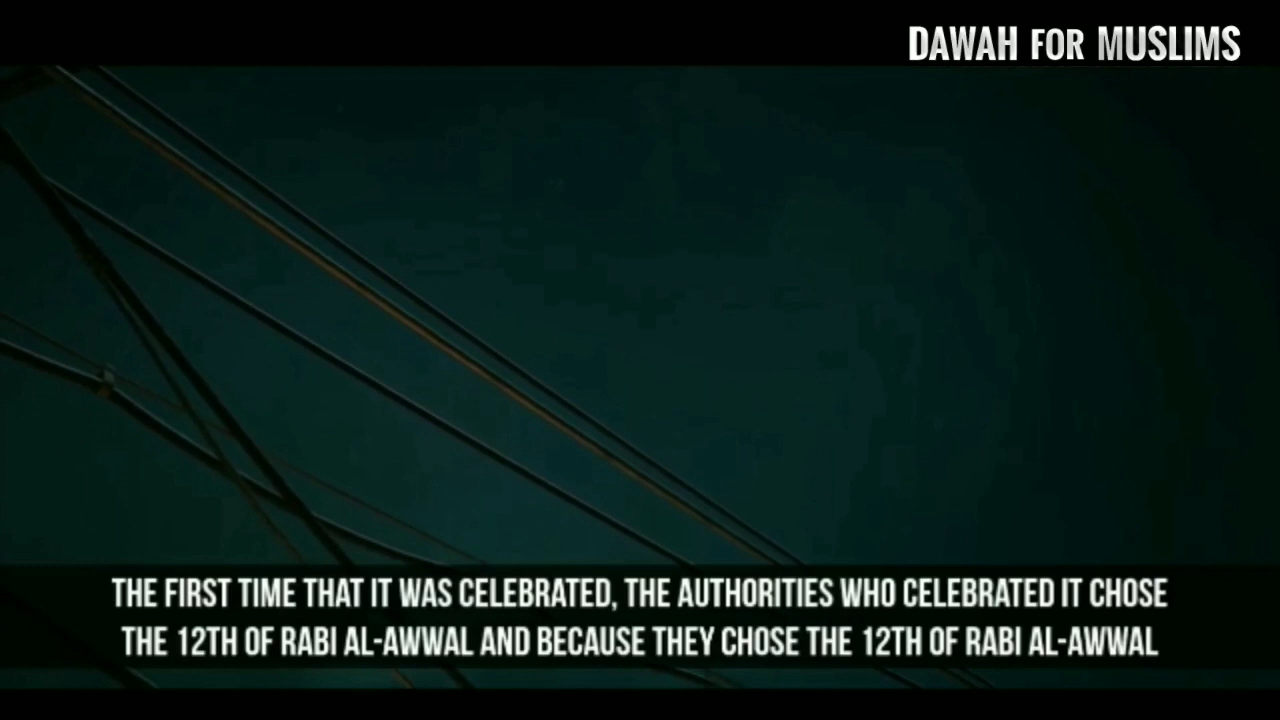 DAWAH FOR MUSLIMS
THE FIRST TIME THAT IT WAS CELEBRATED, THE AUTHORITIES WHO CELEBRATED IT CHOSE
THE 12TH OF RABI AL-AWWAL AND BECAUSE THEY CHOSE THE 12TH OF RABI AL-AWWAL